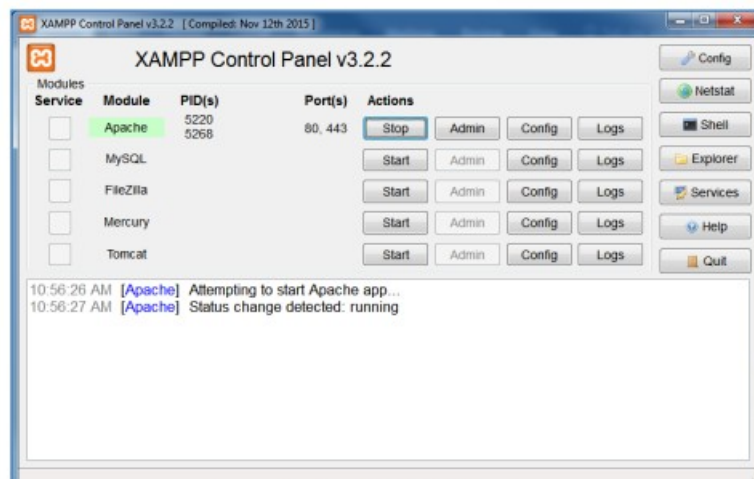 XAMPP Control Panel v3.2.2 [ Compiled: Nov 12th 2015 ]
XAMPP Control Panel v3.2.2
Config
Modules
Service Module PID(s) Port(s) Actions
Netstat
Apache 5220 5268 80, 443 Stop Admin Config Logs
Shell
MySQL Start Admin Config Logs
Explorer
FileZilla Start Admin Config Logs
Services
Mercury Start Admin Config Logs
Help
Tomcat Start Admin Config Logs
Quit
10:56:26 AM [Apache] Attempting to start Apache app...
10:56:27 AM [Apache] Status change detected: running